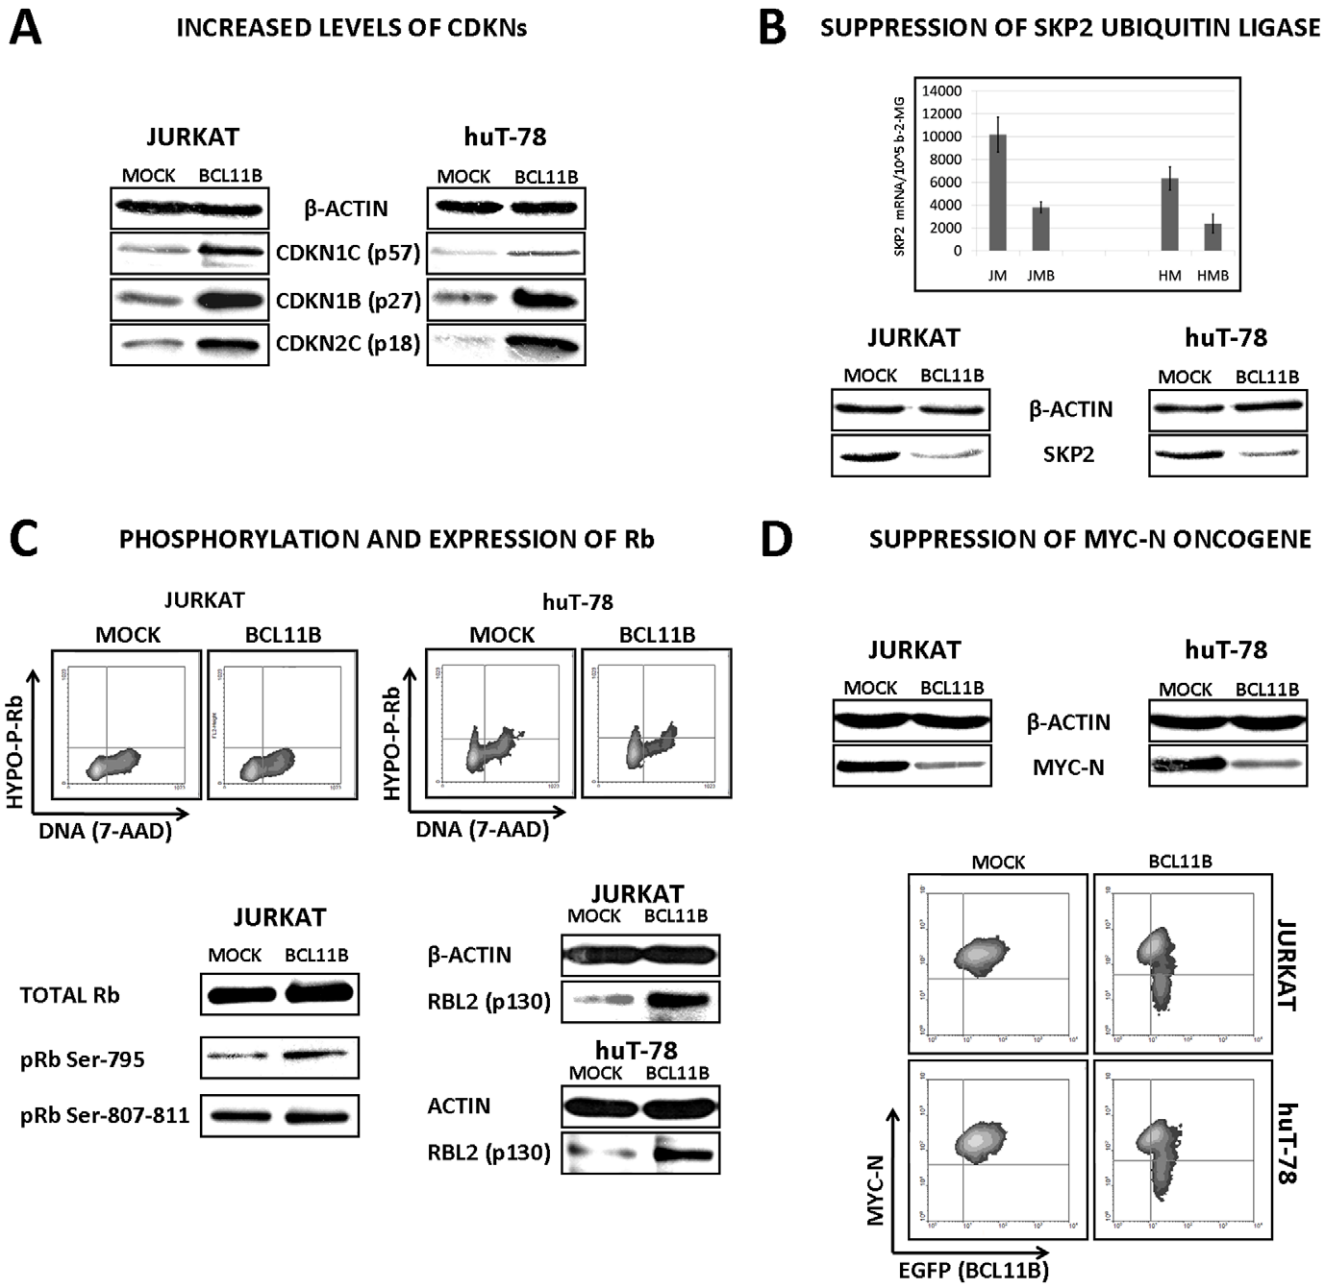 A
INCREASED LEVELS OF CDKNs
JURKAT
huT-78
MOCK BCL11B
MOCK BCL11B
β-ACTIN
CDKN1C (p57)
CDKN1B (p27)
CDKN2C (p18)
B
SUPPRESSION OF SKP2 UBIQUITIN LIGASE
SKP2 mRNA/10^5 b-2-MG
14000
12000
10000
8000
6000
4000
2000
0
JM JMB HM HMB
JURKAT
huT-78
MOCK BCL11B
MOCK BCL11B
β-ACTIN
SKP2
C
PHOSPHORYLATION AND EXPRESSION OF Rb
JURKAT
huT-78
MOCK BCL11B
MOCK BCL11B
HYPO-P-Rb
DNA (7-AAD)
HYPO-P-Rb
DNA (7-AAD)
JURKAT
MOCK BCL11B
TOTAL Rb
pRb Ser-795
pRb Ser-807-811
JURKAT
MOCK BCL11B
β-ACTIN
RBL2 (p130)
huT-78
MOCK BCL11B
ACTIN
RBL2 (p130)
D
SUPPRESSION OF MYC-N ONCOGENE
JURKAT
huT-78
MOCK BCL11B
MOCK BCL11B
β-ACTIN
MYC-N
MOCK
BCL11B
JURKAT
huT-78
MYC-N
EGFP (BCL11B)